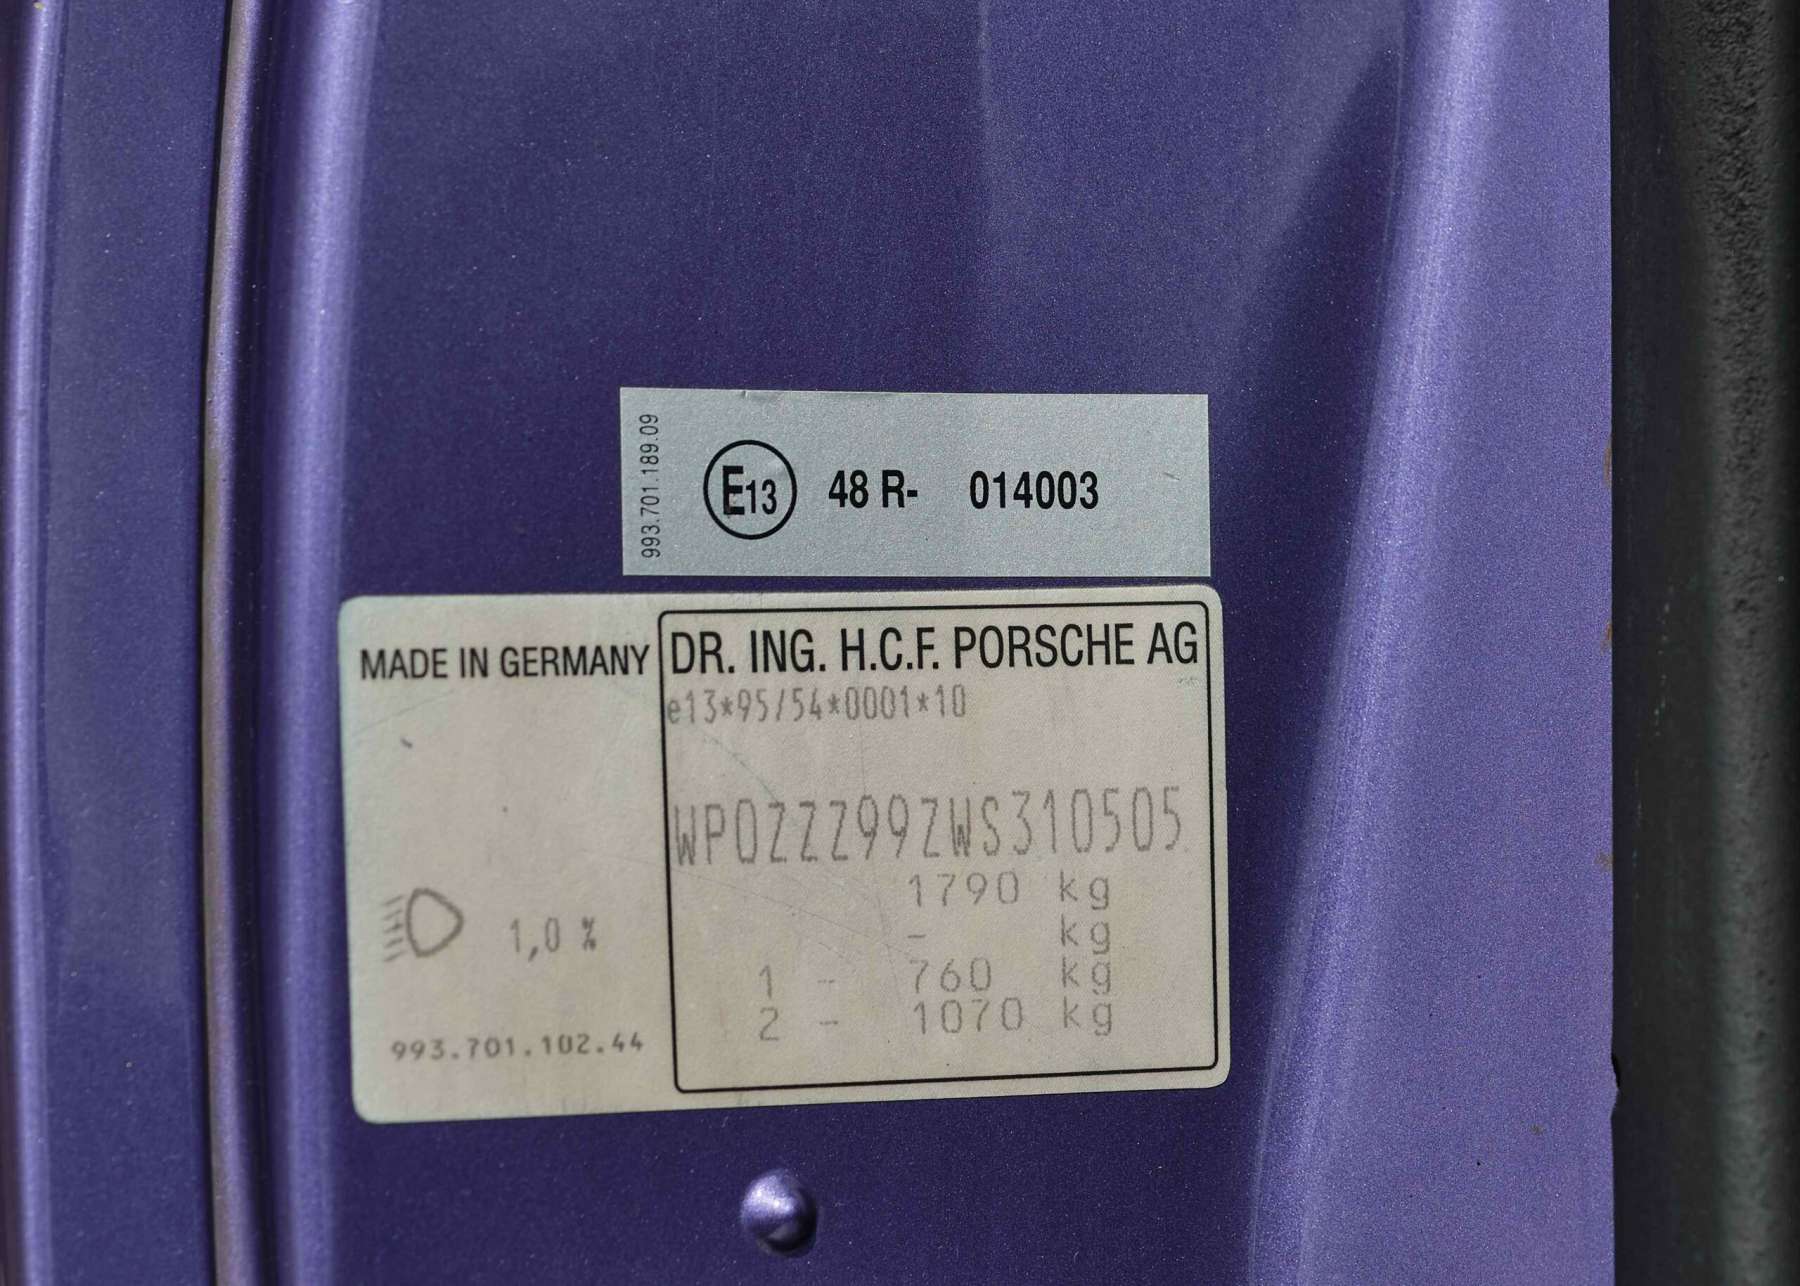 993.701.189.09
E13 48 R- 014003
MADE IN GERMANY
DR. ING. H.C.F. PORSCHE AG
e13*95/54*0001*10
WP0ZZZ99ZWS310505
1790 kg
- kg
1 - 760 kg
2 - 1070 kg
1,0 %
993.701.102.44